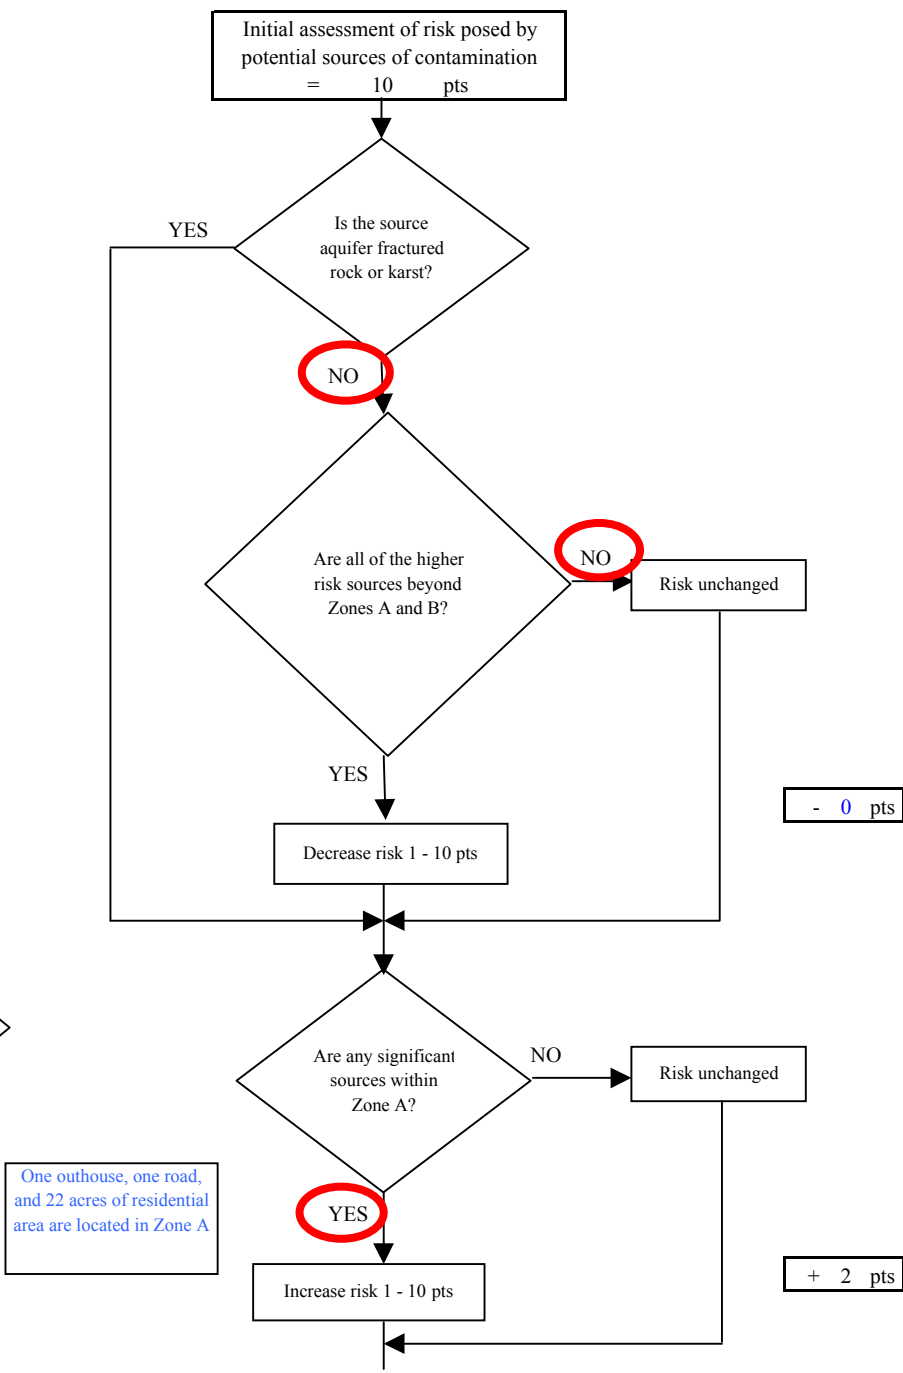 Initial assessment of risk posed by
potential sources of contamination
= 10 pts
YES
Is the source
aquifer fractured
rock or karst?
NO
Are all of the higher
risk sources beyond
Zones A and B?
NO
Risk unchanged
YES
- 0 pts
Decrease risk 1 - 10 pts
Are any significant
sources within
Zone A?
NO
Risk unchanged
One outhouse, one road,
and 22 acres of residential
area are located in Zone A
YES
Increase risk 1 - 10 pts
+ 2 pts